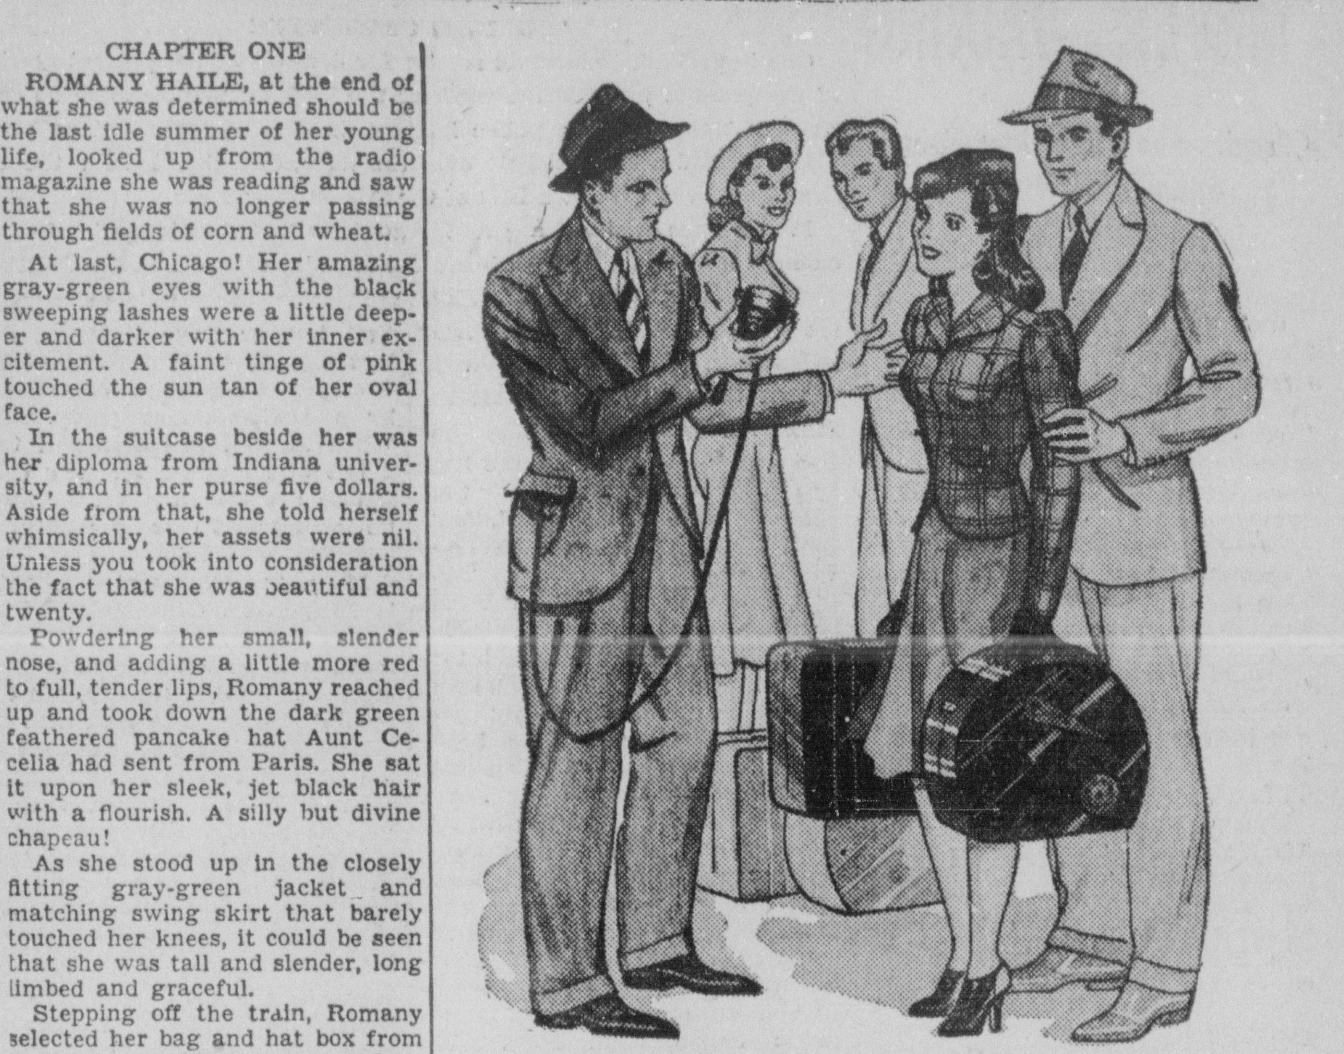 CHAPTER ONE
ROMANY HAILE, at the end of
what she was determined should be
the last idle summer of her young
life, looked up from the radio
magazine she was reading and saw
that she was no longer passing
through fields of corn and wheat.
At last, Chicago! Her amazing
gray-green eyes with the black
sweeping lashes were a little deep-
er and darker with her inner ex-
citement. A faint tinge of pink
touched the sun tan of her oval
face.
In the suitcase beside her was
her diploma from Indiana univer-
sity, and in her purse five dollars.
Aside from that, she told herself
whimsically, her assets were nil.
Unless you took into consideration
the fact that she was beautiful and
twenty.
Powdering her small, slender
nose, and adding a little more red
to full, tender lips, Romany reached
up and took down the dark green
feathered pancake hat Aunt Ce-
celia had sent from Paris. She sat
it upon her sleek, jet black hair
with a flourish. A silly but divine
chapeau!
As she stood up in the closely
fitting gray-green jacket and
matching swing skirt that barely
touched her knees, it could be seen
that she was tall and slender, long
limbed and graceful.
Stepping off the train, Romany
selected her bag and hat box from